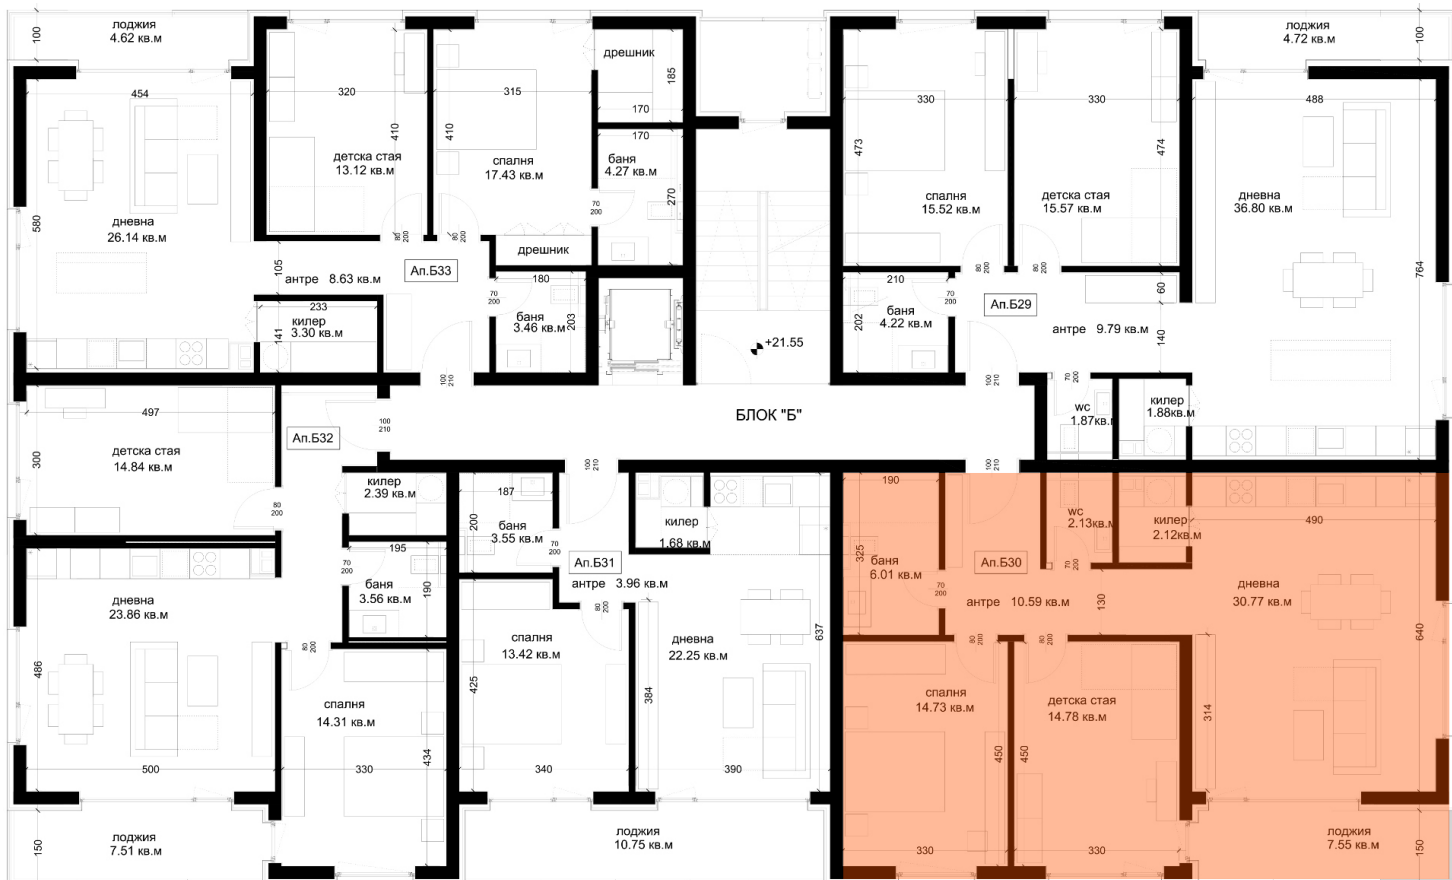 лоджия
4.62 кв.м
100
454
580
дневна
26.14 кв.м
320
410
детска стая
13.12 кв.м
80
200
315
410
спалня
17.43 кв.м
80
200
дрешник
185
170
170
баня
4.27 кв.м
270
70
200
дрешник
105
антре 8.63 кв.м
Ап.Б33
233
килер
3.30 кв.м
141
180
70
200
баня
3.46 кв.м
203
100
210
+21.55
БЛОК "Б"
330
473
спалня
15.52 кв.м
80
200
330
474
детска стая
15.57 кв.м
80
200
лоджия
4.72 кв.м
100
488
дневна
36.80 кв.м
764
210
202
баня
4.22 кв.м
70
200
Ап.Б29
60
антре 9.79 кв.м
140
100
210
70
200
wc
1.87кв.м
килер
1.88кв.м
497
300
детска стая
14.84 кв.м
80
200
Ап.Б32
100
210
килер
2.39 кв.м
195
70
200
баня
3.56 кв.м
190
дневна
23.86 кв.м
486
500
80
200
спалня
14.31 кв.м
434
330
лоджия
7.51 кв.м
150
100
210
187
200
баня
3.55 кв.м
70
200
Ап.Б31
антре 3.96 кв.м
80
200
килер
1.68 кв.м
спалня
13.42 кв.м
425
340
дневна
22.25 кв.м
637
384
390
лоджия
10.75 кв.м
100
210
190
325
баня
6.01 кв.м
70
200
Ап.Б30
антре 10.59 кв.м
130
wc
2.13кв.м
70
200
килер
2.12кв.м
490
дневна
30.77 кв.м
640
314
80
200
спалня
14.73 кв.м
450
330
80
200
детска стая
14.78 кв.м
450
330
лоджия
7.55 кв.м
150